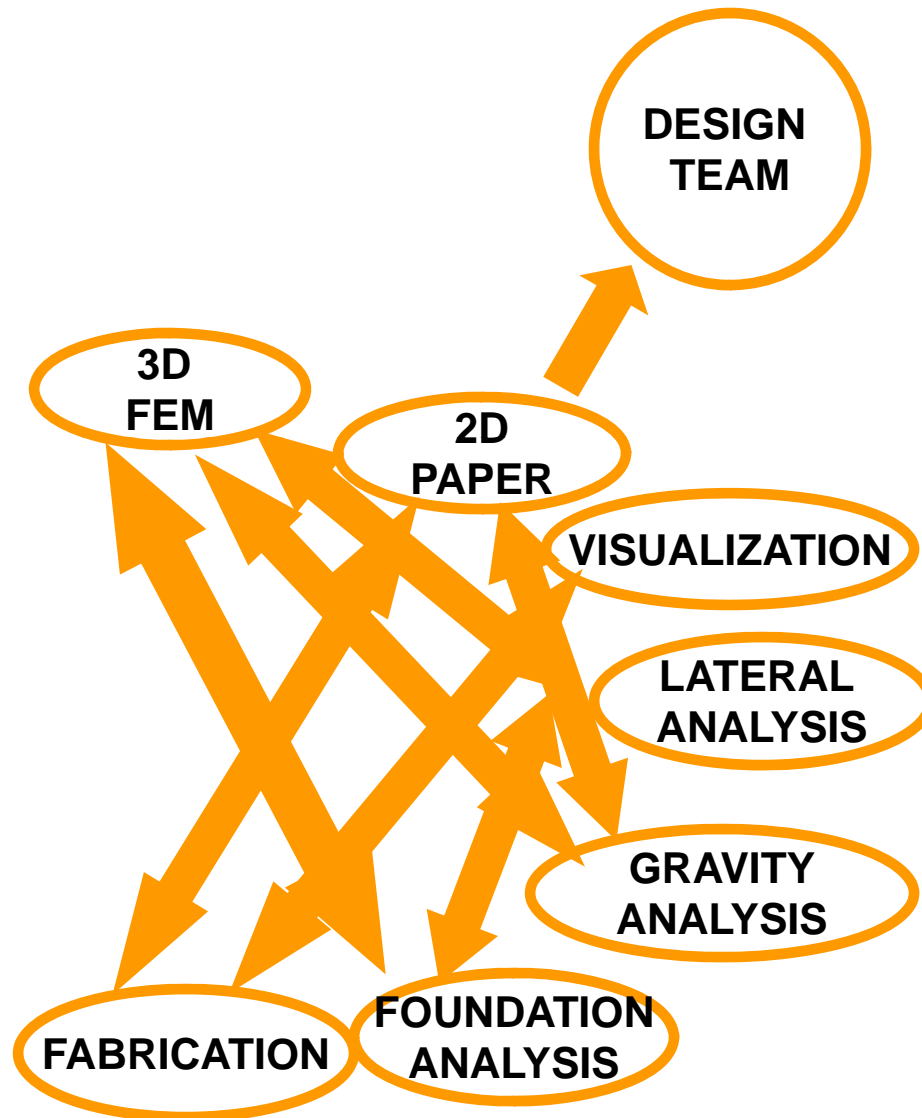 DESIGN
TEAM
3D
FEM
2D
PAPER
VISUALIZATION
LATERAL
ANALYSIS
GRAVITY
ANALYSIS
FOUNDATION
ANALYSIS
FABRICATION